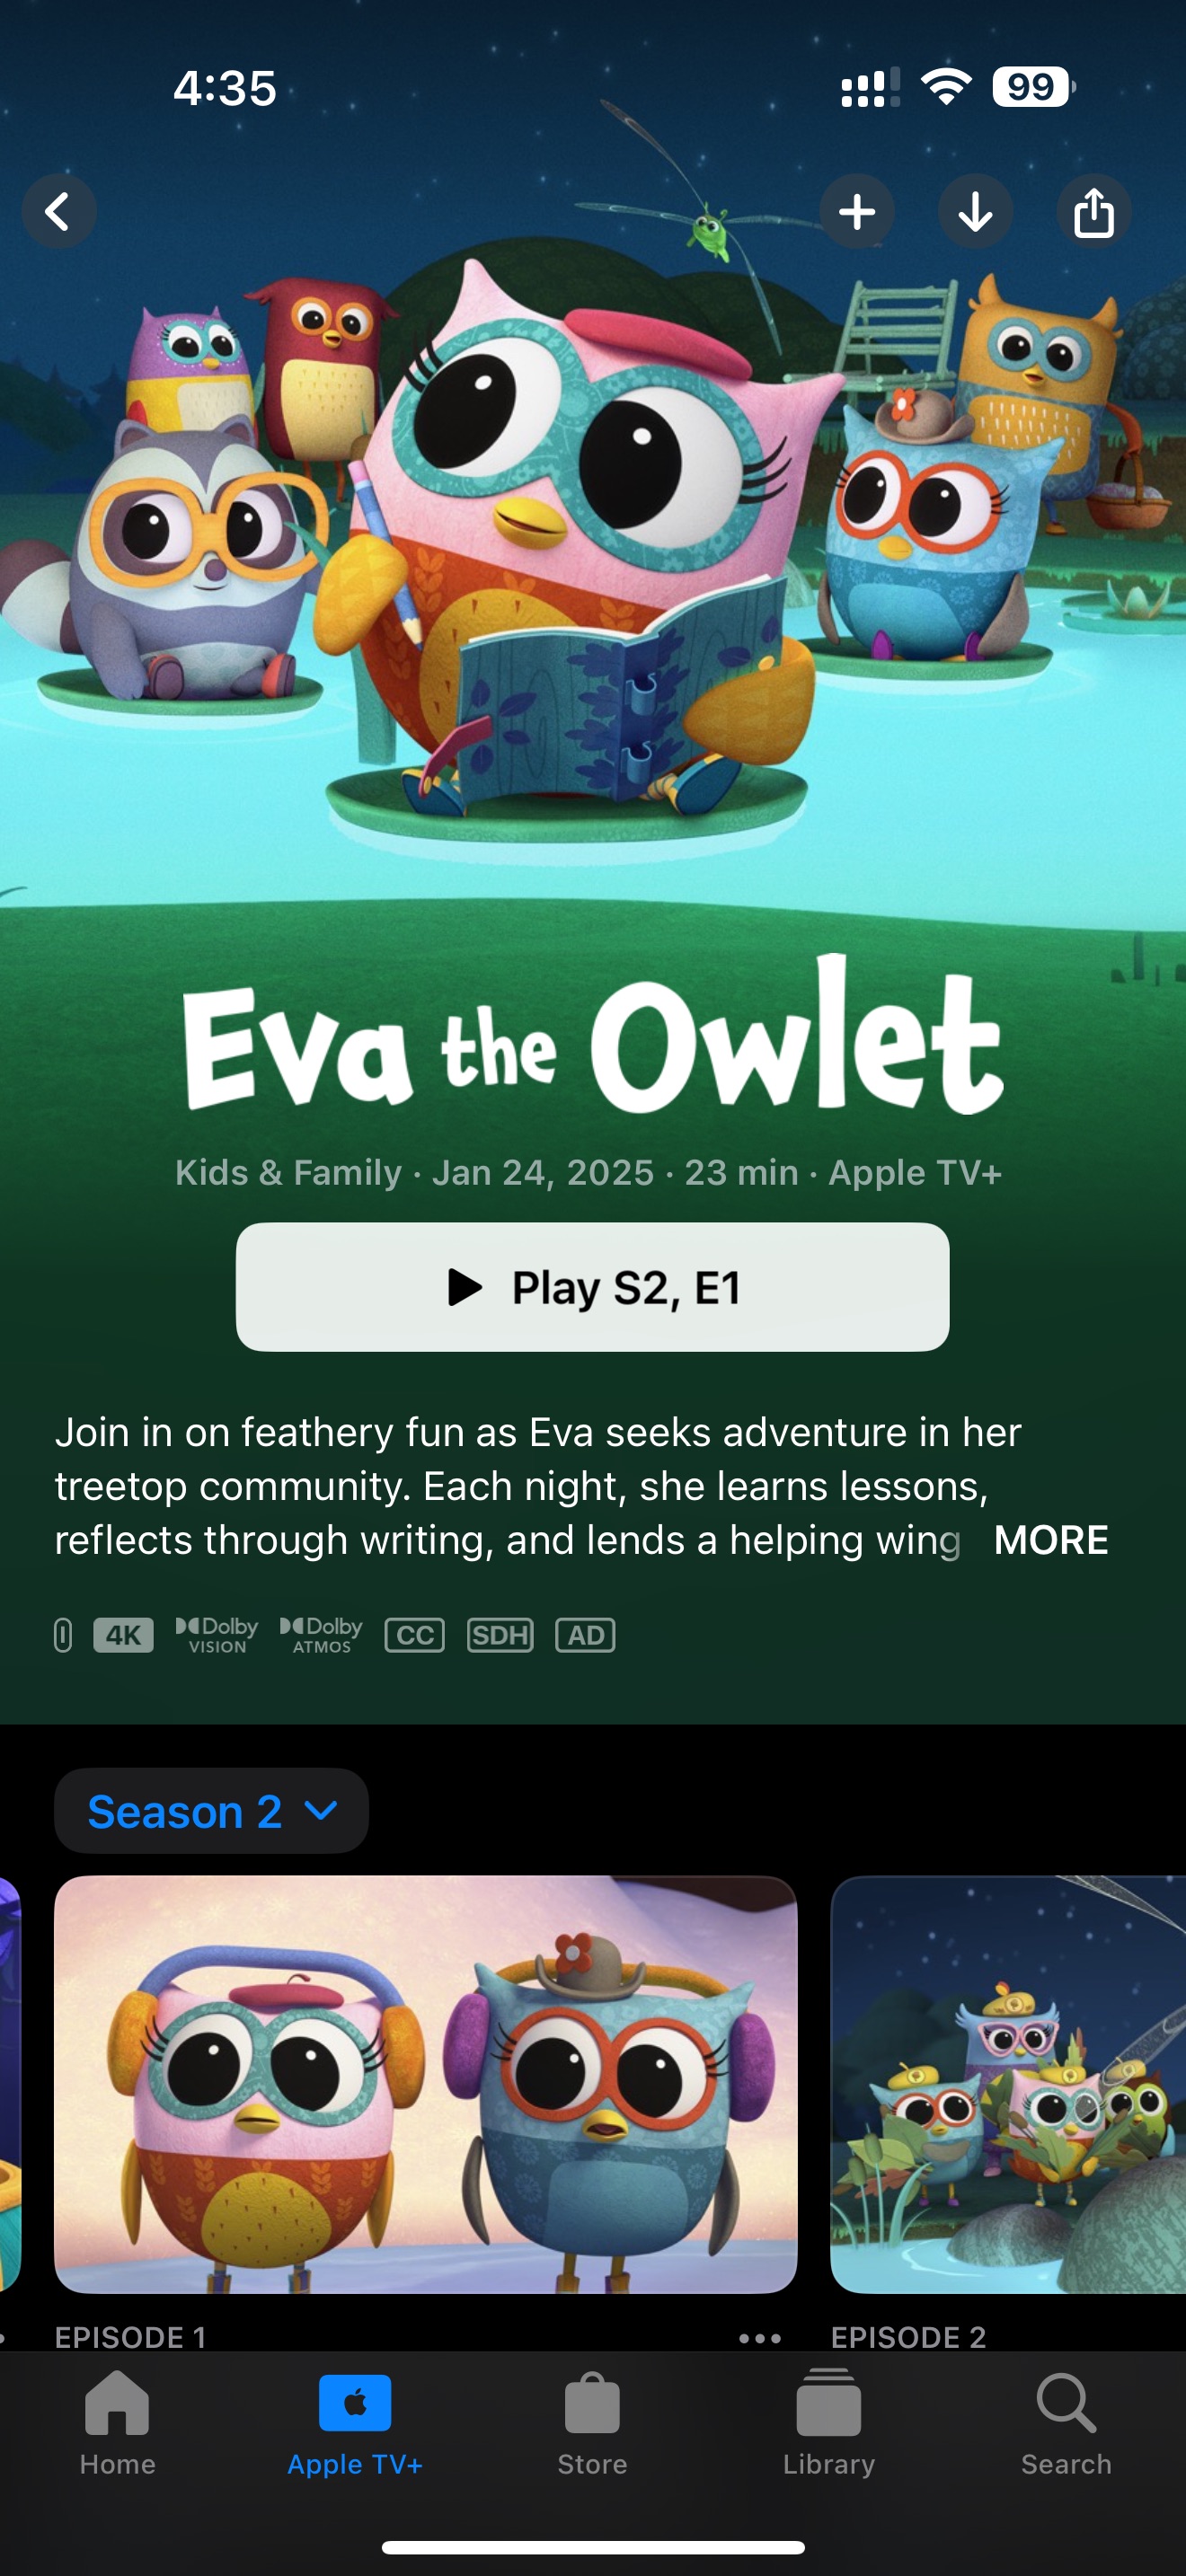 4:35
99
Eva the Owlet
Kids & Family · Jan 24, 2025 · 23 min · Apple TV+
Play S2, E1
Join in on feathery fun as Eva seeks adventure in her
treetop community. Each night, she learns lessons,
reflects through writing, and lends a helping wing MORE
4K Dolby VISION Dolby ATMOS CC SDH AD
Season 2
EPISODE 1
EPISODE 2
Home
Apple TV+
Store
Library
Search